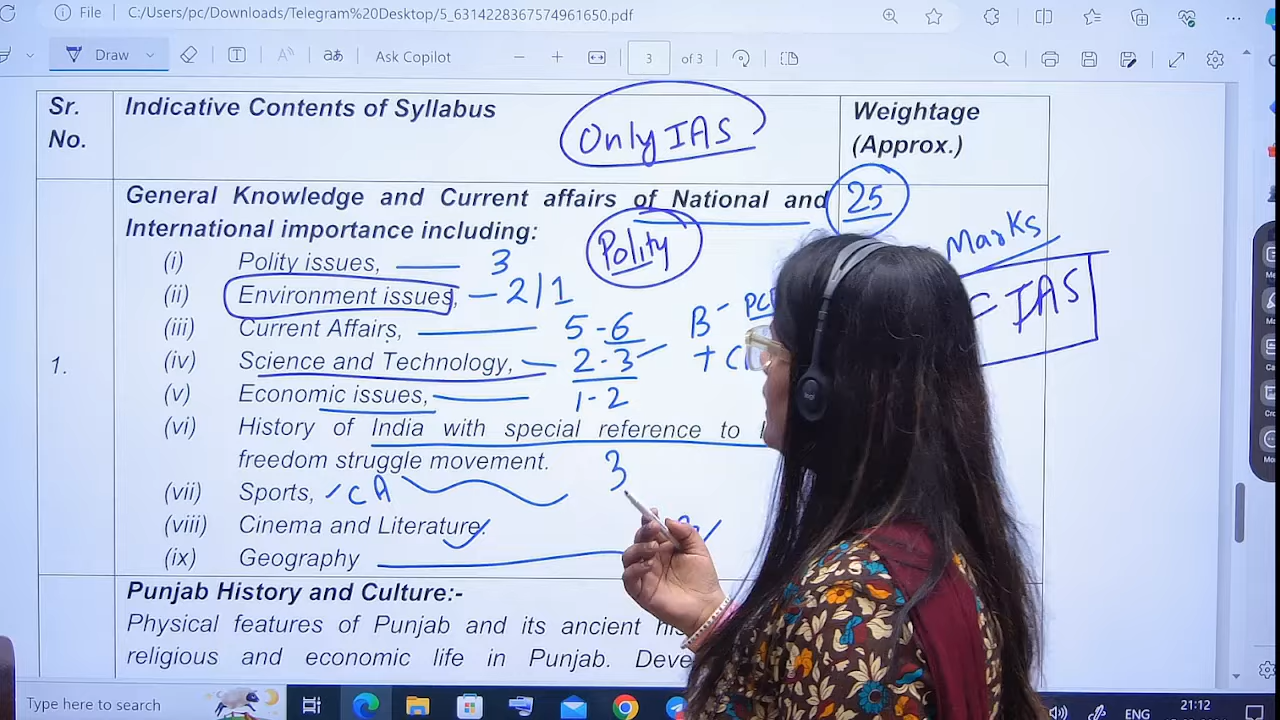 File C:/Users/pc/Downloads/Telegram%20Desktop/5_6314228367574961650.pdf
Draw Ask Copilot 3 of 3
Sr. No.
Indicative Contents of Syllabus
Only IAS
Weightage (Approx.)
General Knowledge and Current affairs of National and
25
International importance including:
Polity
Marks
(i) Polity issues, 3
= IAS
(ii) Environment issues, - 2/1
(iii) Current Affairs, 5-6
B -
1.
(iv) Science and Technology, 2-3
+
(v) Economic issues, 1-2
(vi) History of India with special reference to
freedom struggle movement. 3
(vii) Sports, CA
(viii) Cinema and Literature.
(ix) Geography
Punjab History and Culture:-
Physical features of Punjab and its ancient
religious and economic life in Punjab.
Type here to search
ENG 21:12